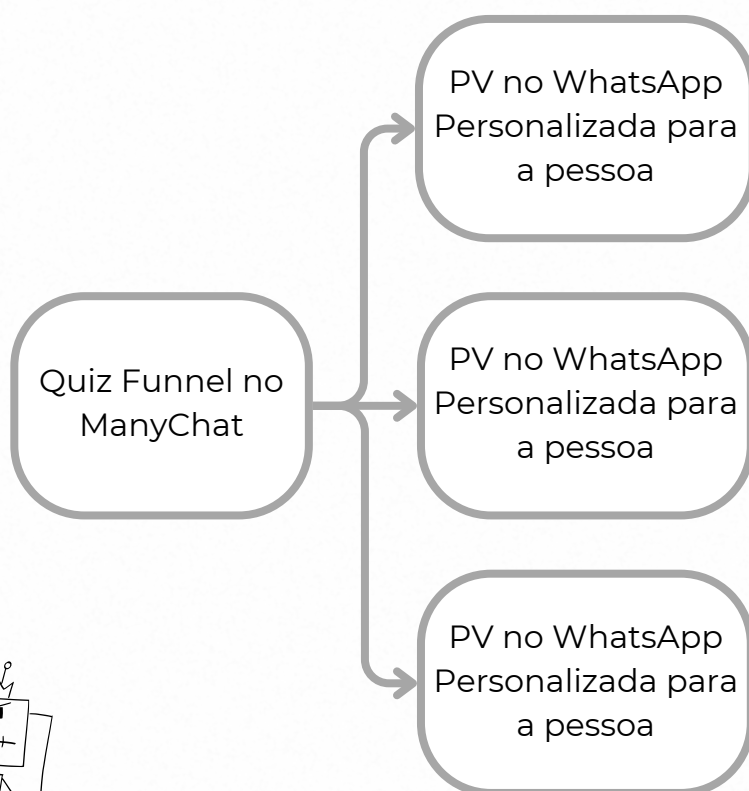 PV no WhatsApp
Personalizada para
a pessoa
Quiz Funnel no
ManyChat
PV no WhatsApp
Personalizada para
a pessoa
PV no WhatsApp
Personalizada para
a pessoa